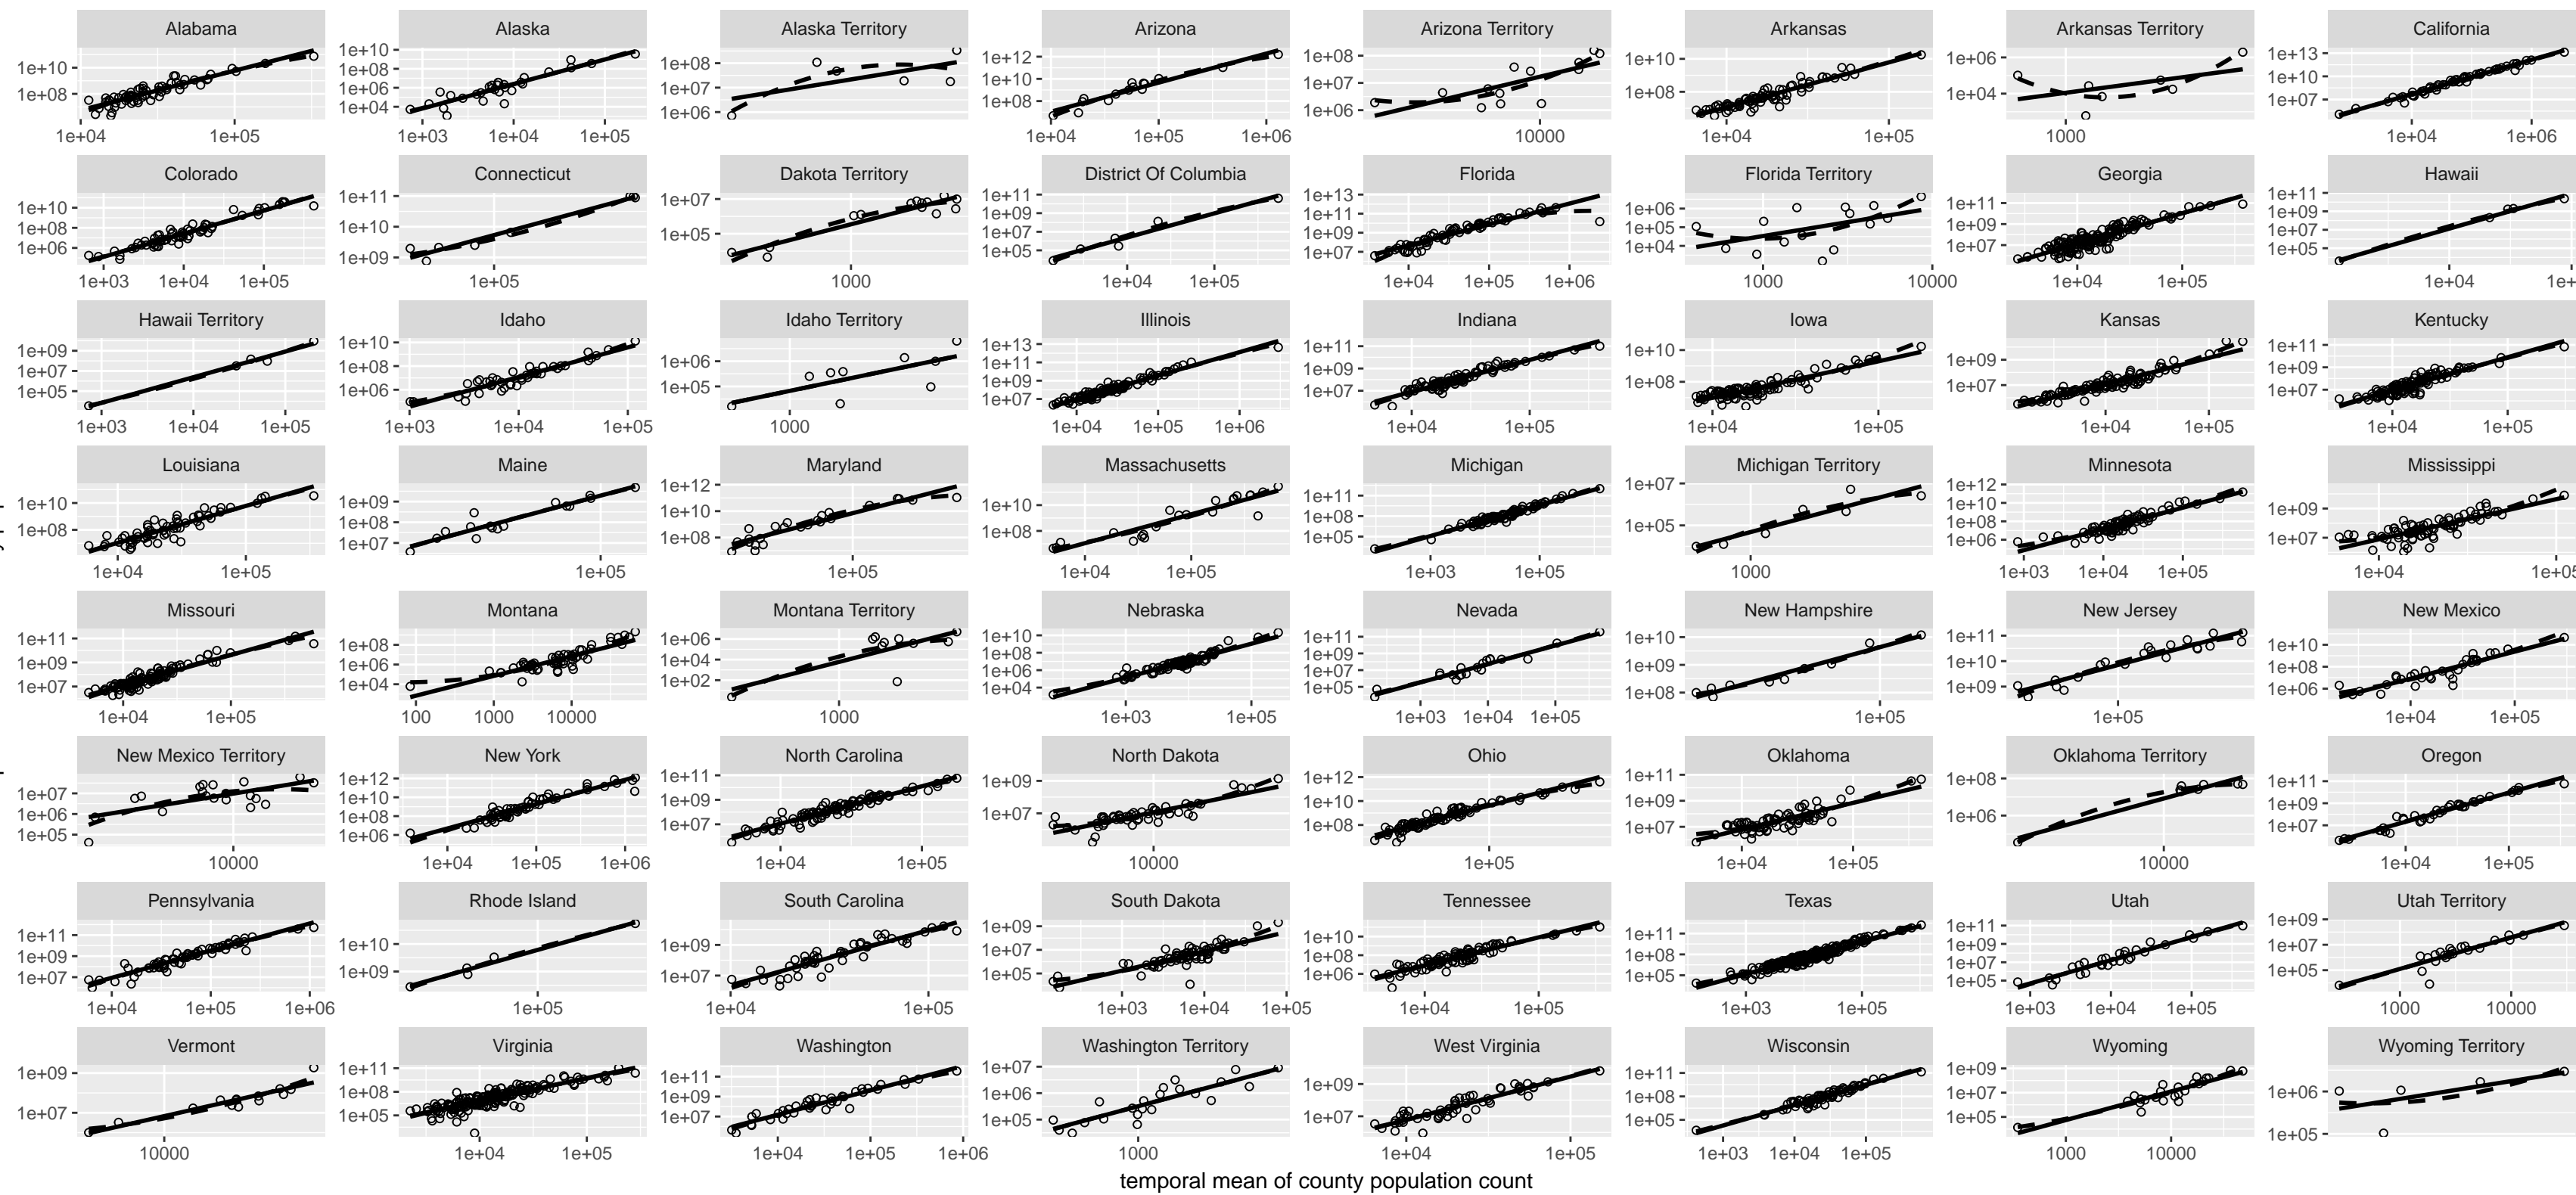 Alabama Alaska Alaska Territory Arizona Arizona Territory Arkansas Arkansas Territory California
1e+10 1e+08
1e+10 1e+08 1e+06 1e+04
1e+08 1e+07 1e+06
1e+12 1e+10 1e+08
1e+08 1e+07 1e+06
1e+10 1e+08
1e+06 1e+04
1e+13 1e+10 1e+07
1e+04 1e+05 1e+03 1e+04 1e+05 1e+04 1e+05 1e+06 10000 1e+04 1e+05 1000 1e+04 1e+06
Colorado Connecticut Dakota Territory District Of Columbia Florida Florida Territory Georgia Hawaii
1e+10 1e+08 1e+06
1e+11 1e+10 1e+09
1e+07 1e+05
1e+11 1e+09 1e+07 1e+05
1e+13 1e+11 1e+09 1e+07
1e+06 1e+05 1e+04
1e+11 1e+09 1e+07
1e+11 1e+09 1e+07 1e+05
1e+03 1e+04 1e+05 1e+05 1000 1e+04 1e+05 1e+04 1e+05 1e+06 1000 10000 1e+04 1e+05 1e+04
Hawaii Territory Idaho Idaho Territory Illinois Indiana Iowa Kansas Kentucky
1e+09 1e+07 1e+05
1e+10 1e+08 1e+06
1e+06 1e+05
1e+13 1e+11 1e+09 1e+07
1e+11 1e+09 1e+07
1e+10 1e+08
1e+09 1e+07
1e+11 1e+09 1e+07
1e+03 1e+04 1e+05 1e+03 1e+04 1e+05 1000 1e+04 1e+05 1e+06 1e+04 1e+05 1e+04 1e+05 1e+04 1e+05 1e+04 1e+05
Louisiana Maine Maryland Massachusetts Michigan Michigan Territory Minnesota Mississippi
1e+10 1e+08
1e+09 1e+08 1e+07
1e+12 1e+10 1e+08
1e+10 1e+08
1e+11 1e+08 1e+05
1e+07 1e+05
1e+12 1e+10 1e+08 1e+06
1e+09 1e+07
1e+04 1e+05 1e+05 1e+05 1e+04 1e+05 1e+03 1e+05 1000 1e+03 1e+04 1e+05 1e+04
Missouri Montana Montana Territory Nebraska Nevada New Hampshire New Jersey New Mexico
1e+11 1e+09 1e+07
1e+08 1e+06 1e+04
1e+06 1e+04 1e+02
1e+10 1e+08 1e+06 1e+04
1e+11 1e+09 1e+07 1e+05
1e+10 1e+09 1e+08
1e+11 1e+10 1e+09
1e+10 1e+08 1e+06
1e+04 1e+05 100 1000 10000 1000 1e+03 1e+05 1e+03 1e+04 1e+05 1e+05 1e+05 1e+04 1e+05
New Mexico Territory New York North Carolina North Dakota Ohio Oklahoma Oklahoma Territory Oregon
1e+07 1e+06 1e+05
1e+12 1e+10 1e+08 1e+06
1e+11 1e+09 1e+07
1e+09 1e+07
1e+12 1e+10 1e+08
1e+11 1e+09 1e+07
1e+08 1e+06
1e+11 1e+09 1e+07
10000 1e+04 1e+05 1e+06 1e+04 1e+05 10000 1e+05 1e+04 1e+05 10000 1e+04 1e+05
Pennsylvania Rhode Island South Carolina South Dakota Tennessee Texas Utah Utah Territory
1e+11 1e+09 1e+07
1e+10 1e+09
1e+09 1e+07
1e+09 1e+07 1e+05
1e+10 1e+08 1e+06
1e+11 1e+08 1e+05
1e+11 1e+09 1e+07 1e+05
1e+09 1e+07 1e+05
1e+04 1e+05 1e+06 1e+05 1e+04 1e+05 1e+03 1e+04 1e+05 1e+04 1e+05 1e+03 1e+05 1e+03 1e+04 1e+05 1000 10000
Vermont Virginia Washington Washington Territory West Virginia Wisconsin Wyoming Wyoming Territory
1e+09 1e+07
1e+11 1e+08 1e+05
1e+11 1e+09 1e+07
1e+07 1e+06 1e+05
1e+09 1e+07
1e+11 1e+08 1e+05
1e+09 1e+07 1e+05
1e+06 1e+05
10000 1e+04 1e+05 1e+04 1e+05 1e+06 1000 1e+04 1e+05 1e+03 1e+04 1e+05 1000 10000
temporal mean of county population count